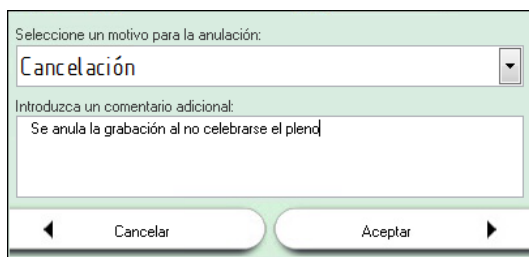 Seleccione un motivo para la anulación:
Cancelación
Introduzca un comentario adicional:
Se anula la grabación al no celebrarse el pleno
Cancelar
Aceptar